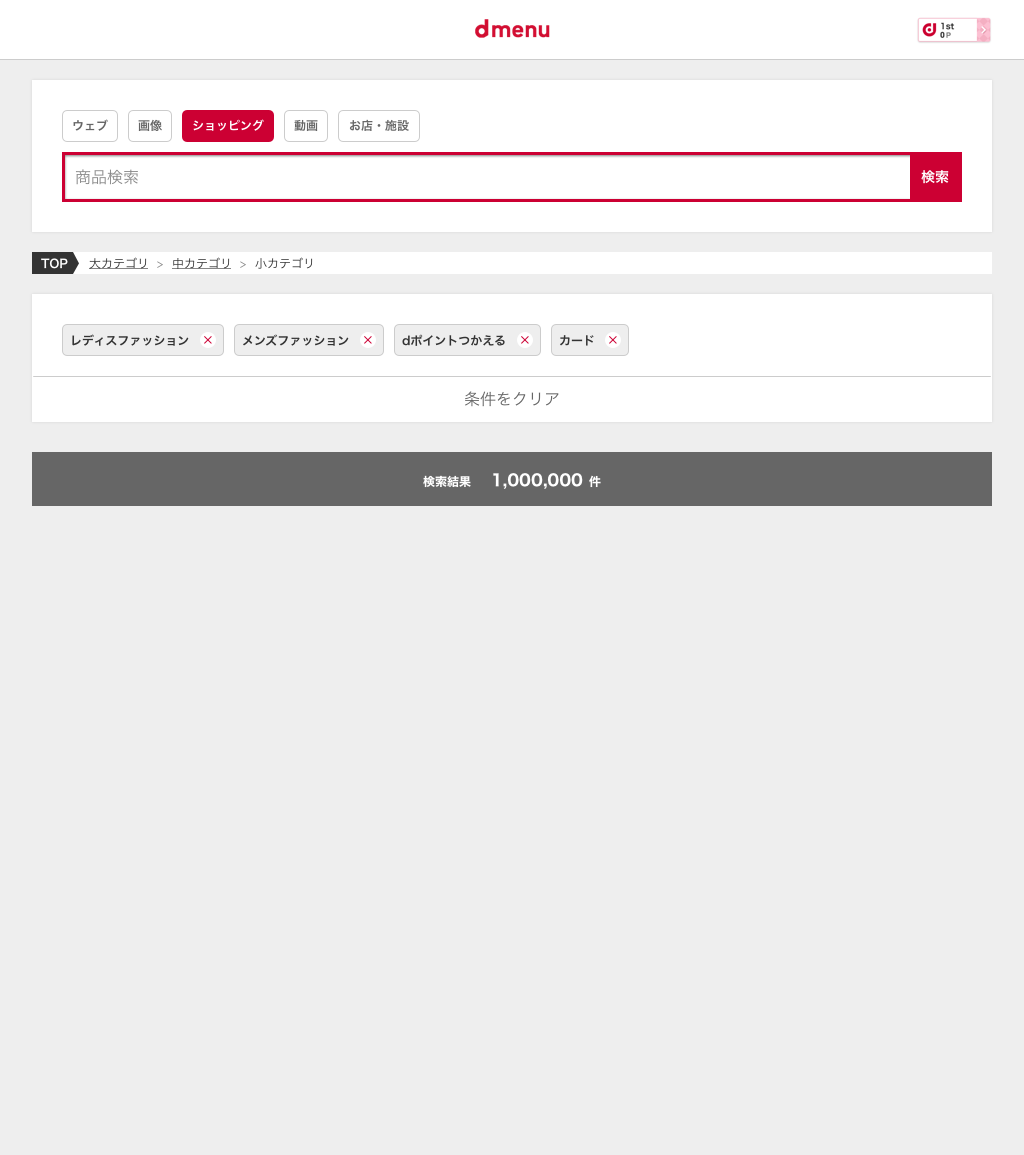 dmenu
1st
0P
ウェブ 画像 ショッピング 動画 お店・施設
商品検索 検索
TOP 大カテゴリ > 中カテゴリ > 小カテゴリ
レディスファッション × メンズファッション × dポイントつかえる × カード ×
条件をクリア
検索結果 1,000,000 件